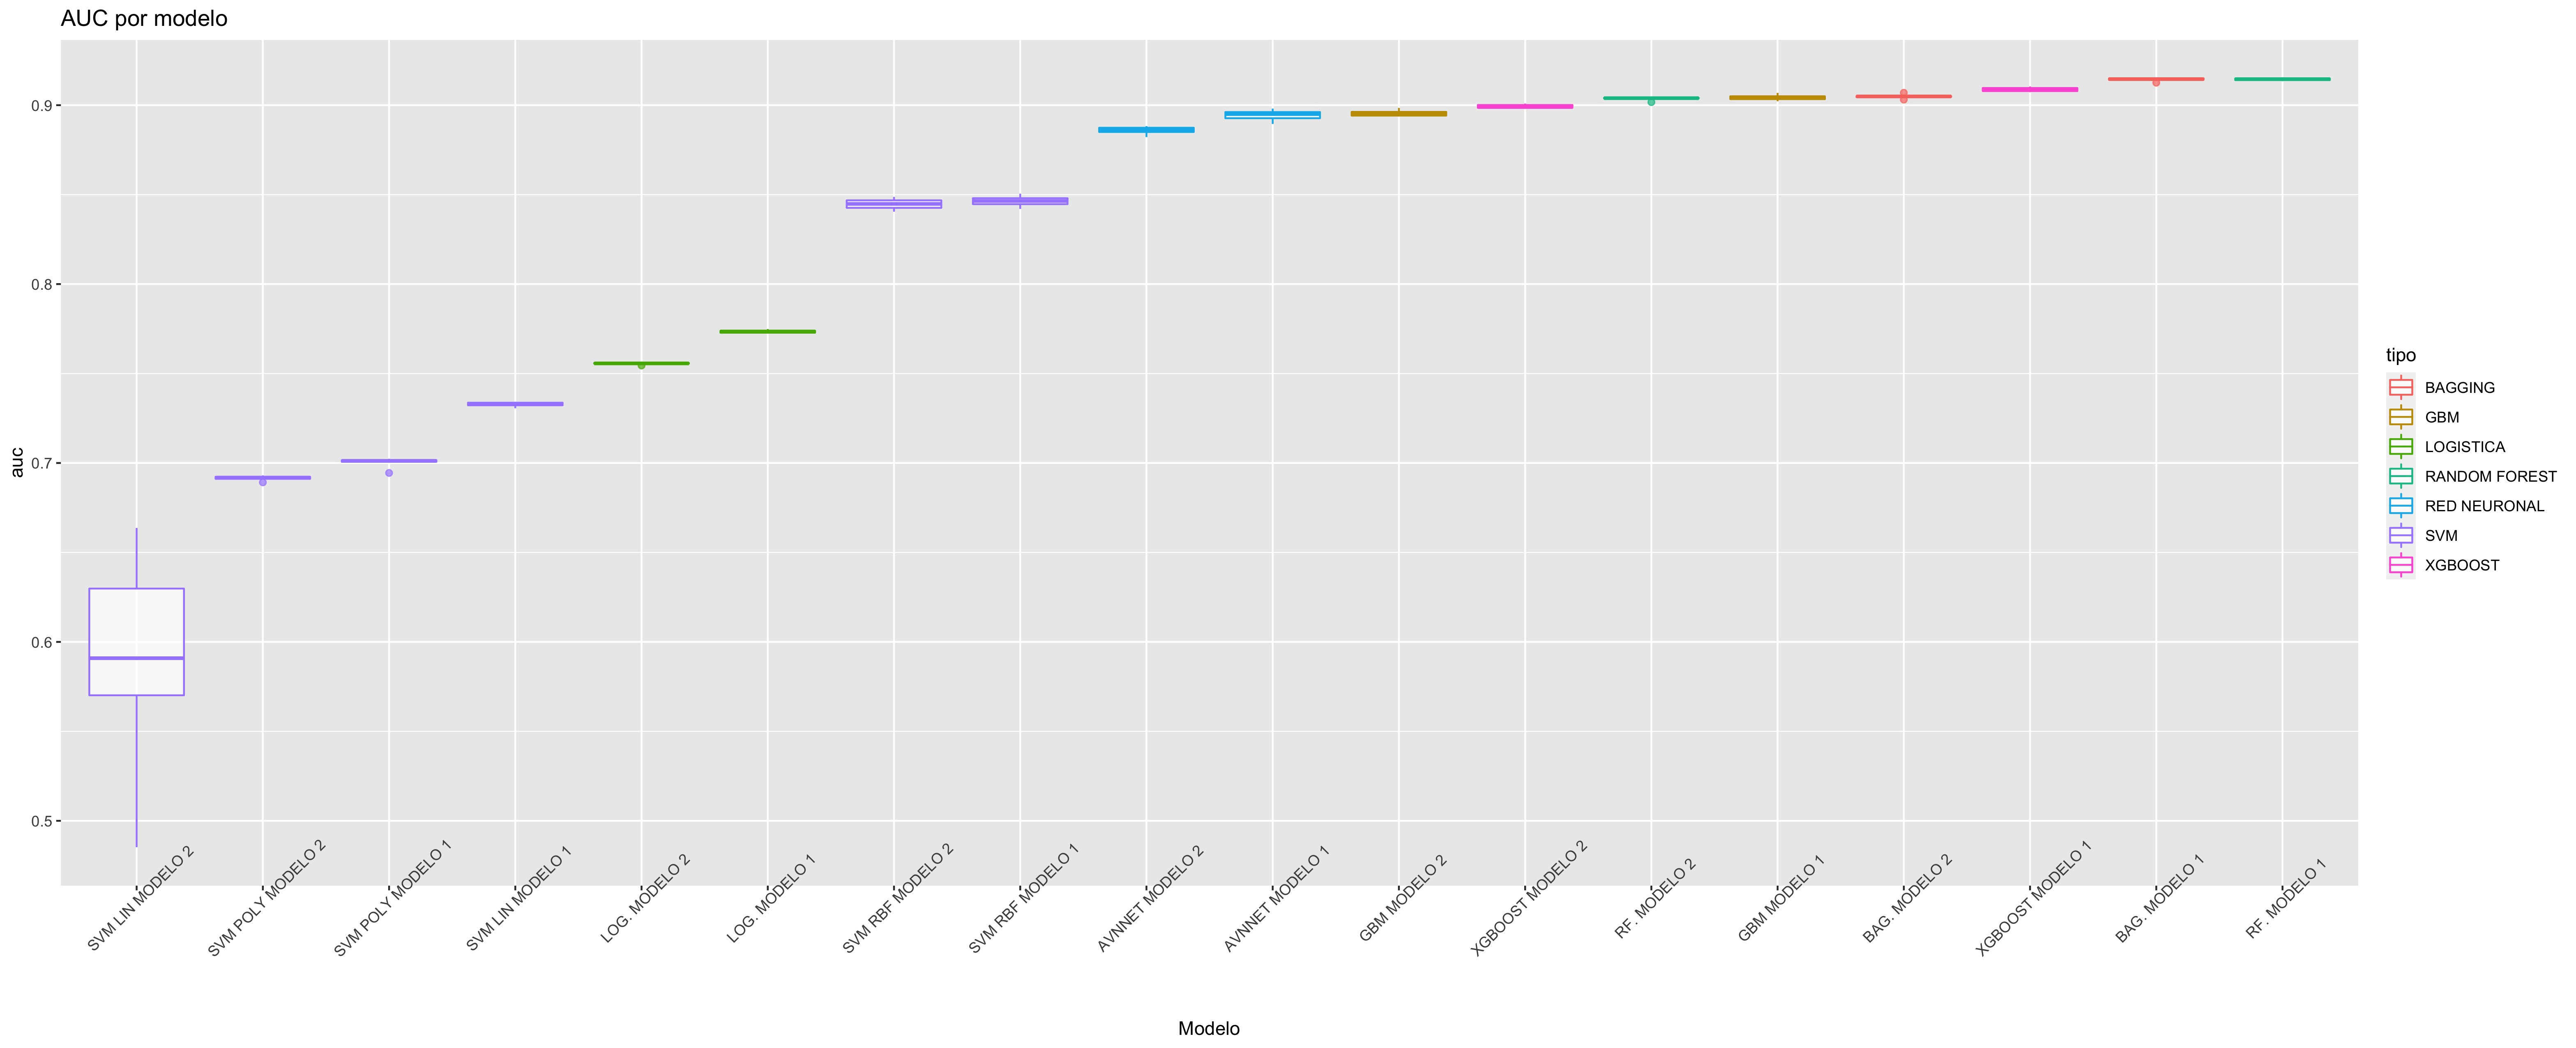 AUC por modelo
auc
0.9
0.8
0.7
0.6
0.5
SVM LIN MODELO 2
SVM POLY MODELO 2
SVM POLY MODELO 1
SVM LIN MODELO 1
LOG. MODELO 2
LOG. MODELO 1
SVM RBF MODELO 2
SVM RBF MODELO 1
AVNNET MODELO 2
AVNNET MODELO 1
GBM MODELO 2
XGBOOST MODELO 2
RF. MODELO 2
GBM MODELO 1
BAG. MODELO 2
XGBOOST MODELO 1
BAG. MODELO 1
RF. MODELO 1
Modelo
tipo
BAGGING
GBM
LOGISTICA
RANDOM FOREST
RED NEURONAL
SVM
XGBOOST